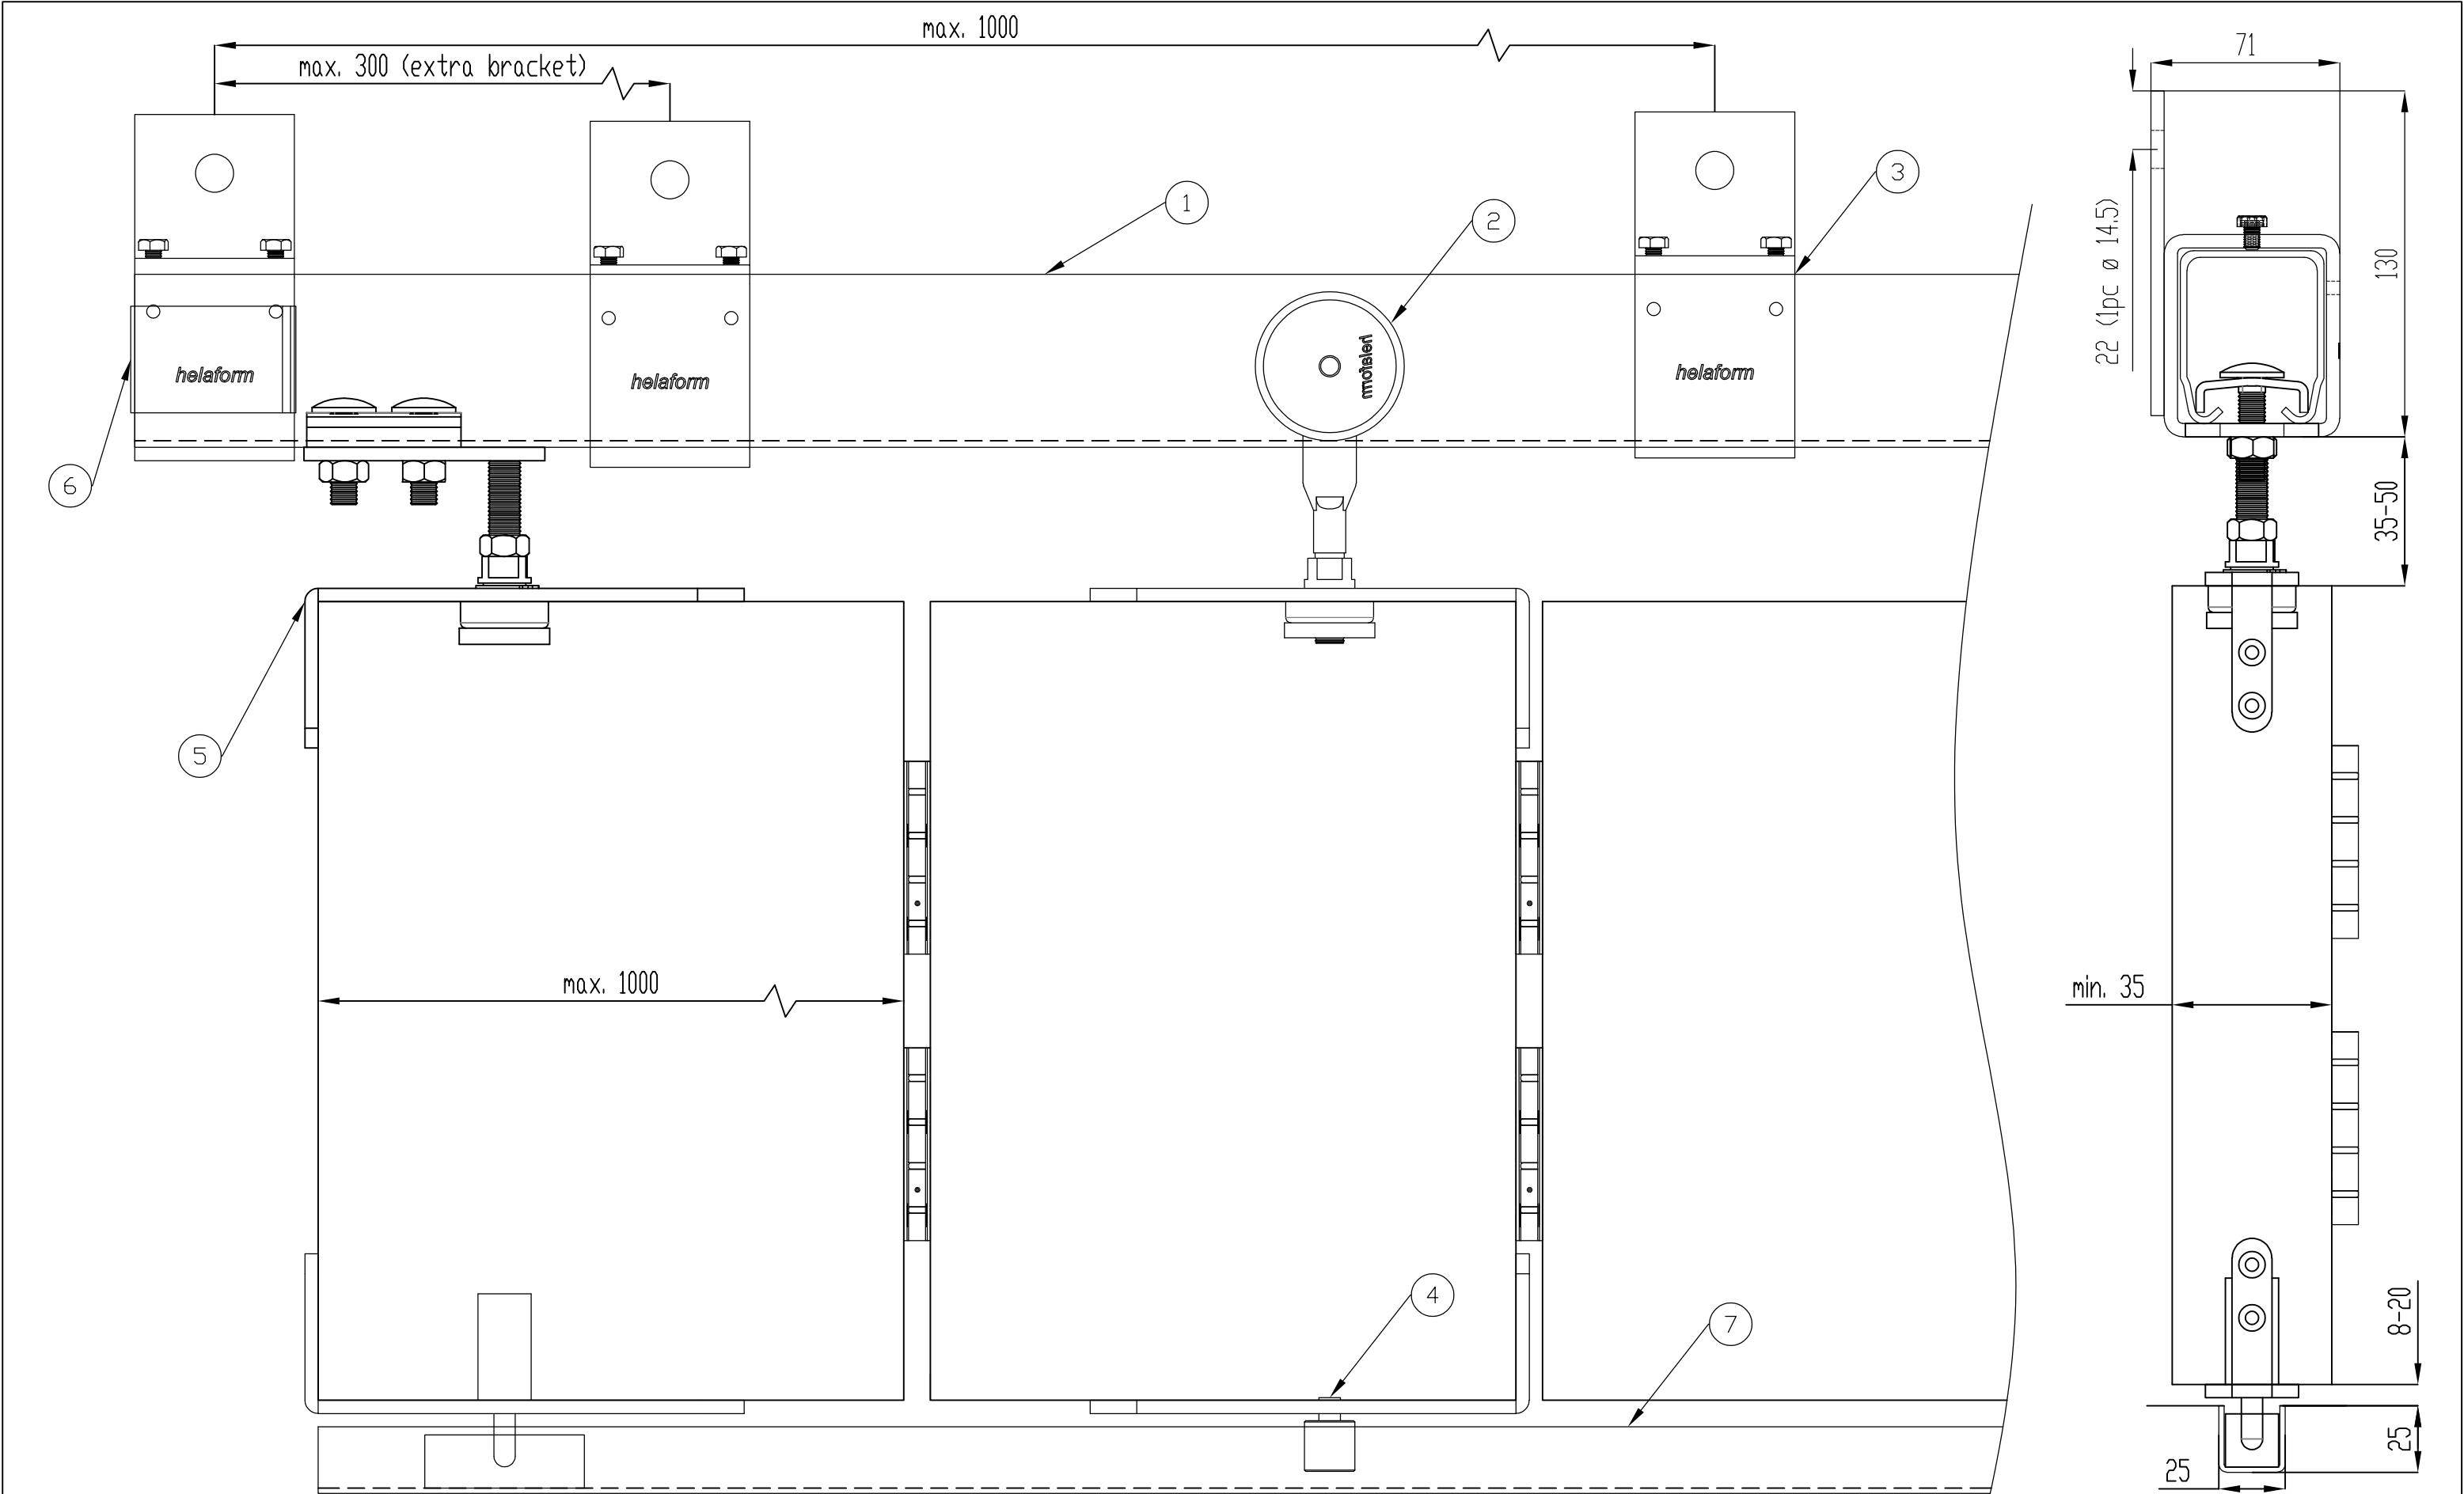 max. 1000
71
max. 300 (extra bracket)
3
1
2
22 (1pc ø 14.5)
130
helaform
helaform
helaform
helaform
6
35-50
5
max. 1000
min. 35
4
8-20
7
25
25